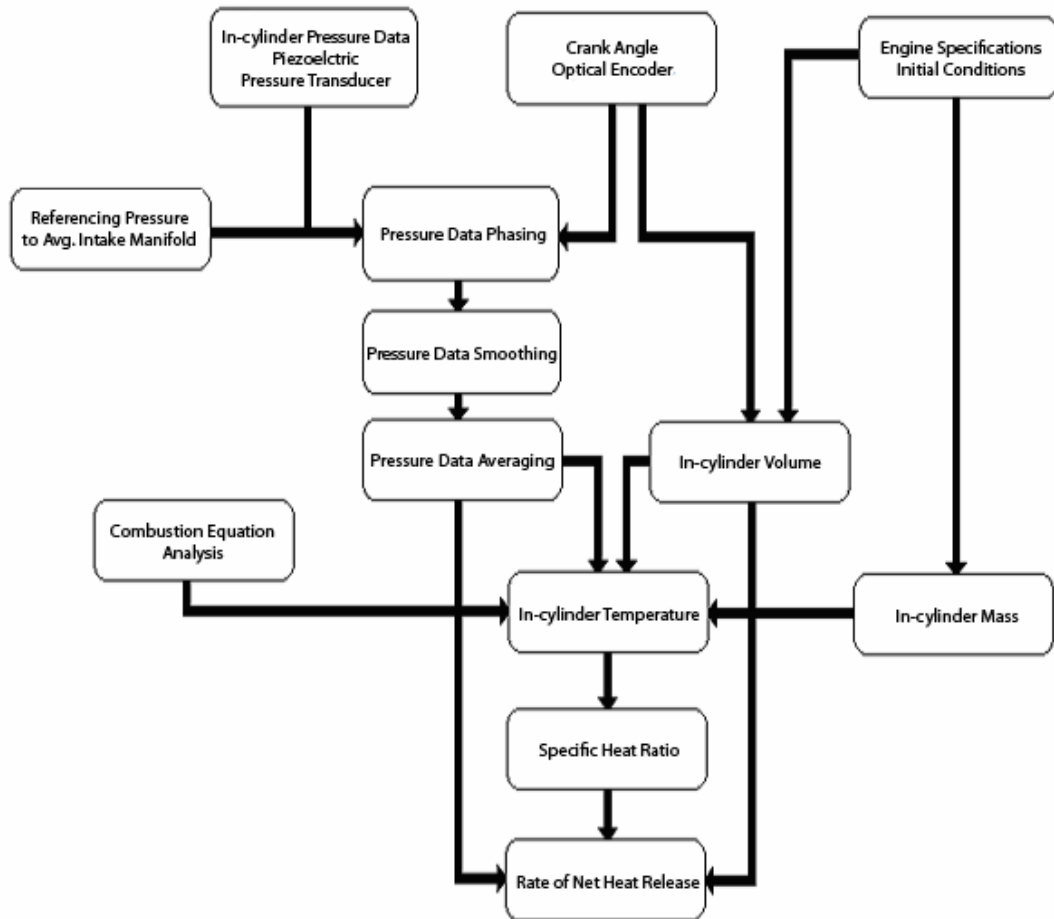 In-cylinder Pressure Data
Piezoelctric
Pressure Transducer
Crank Angle
Optical Encoder
Engine Specifications
Initial Conditions
Referencing Pressure
to Avg. Intake Manifold
Pressure Data Phasing
Pressure Data Smoothing
Pressure Data Averaging
In-cylinder Volume
Combustion Equation
Analysis
In-cylinder Temperature
In-cylinder Mass
Specific Heat Ratio
Rate of Net Heat Release